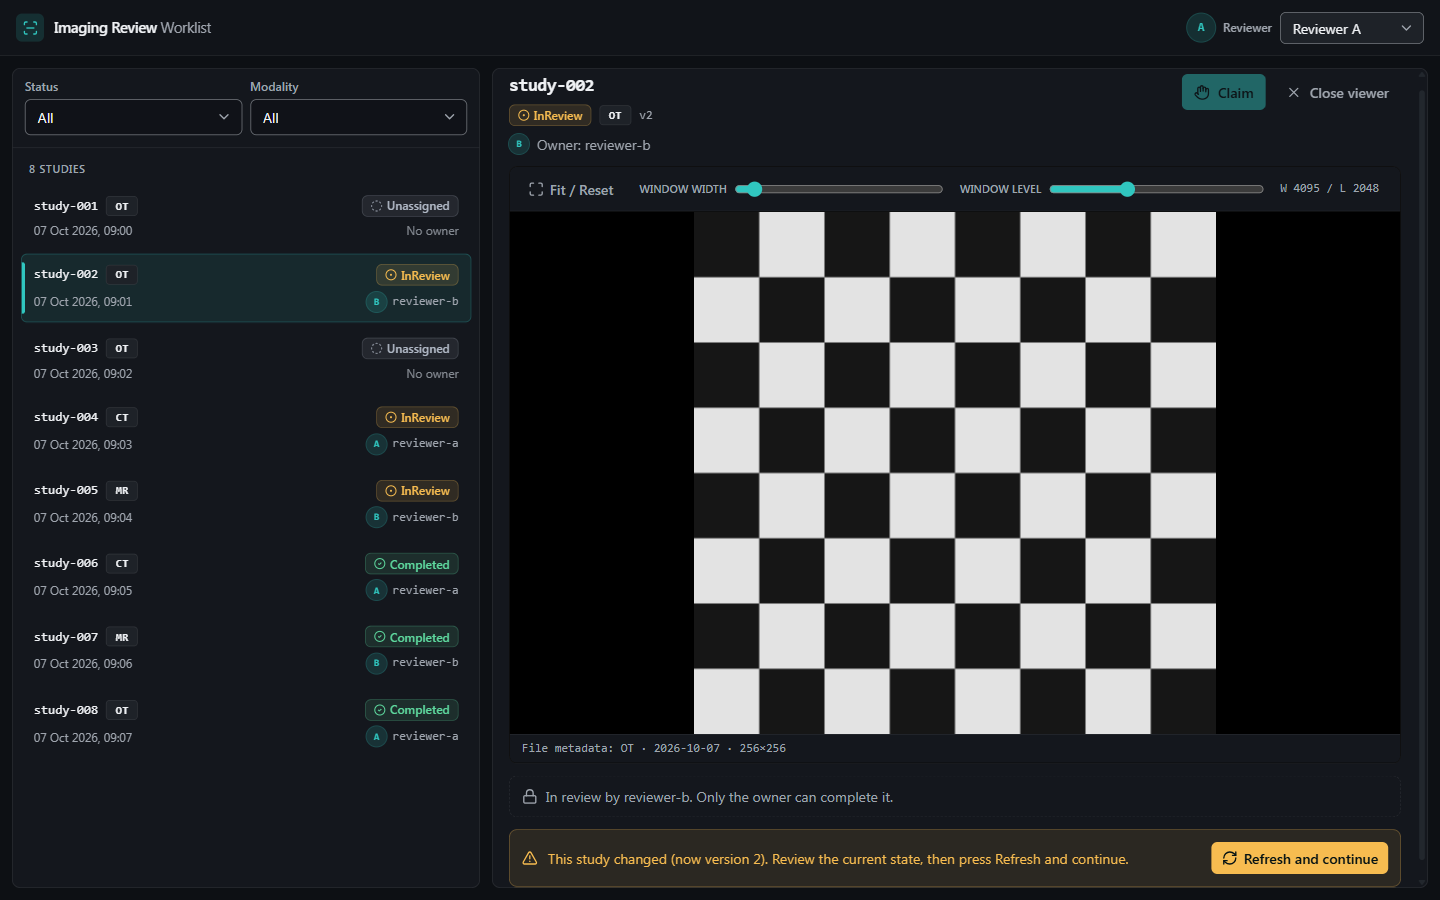 Imaging Review Worklist
A Reviewer Reviewer A
Status Modality
All All
8 STUDIES
study-001 OT Unassigned
07 Oct 2026, 09:00 No owner
study-002 OT InReview
07 Oct 2026, 09:01 B reviewer-b
study-003 OT Unassigned
07 Oct 2026, 09:02 No owner
study-004 CT InReview
07 Oct 2026, 09:03 A reviewer-a
study-005 MR InReview
07 Oct 2026, 09:04 B reviewer-b
study-006 CT Completed
07 Oct 2026, 09:05 A reviewer-a
study-007 MR Completed
07 Oct 2026, 09:06 B reviewer-b
study-008 OT Completed
07 Oct 2026, 09:07 A reviewer-a
study-002
Claim Close viewer
InReview OT v2
B Owner: reviewer-b
Fit / Reset WINDOW WIDTH WINDOW LEVEL W 4095 / L 2048
File metadata: OT · 2026-10-07 · 256×256
In review by reviewer-b. Only the owner can complete it.
This study changed (now version 2). Review the current state, then press Refresh and continue. Refresh and continue